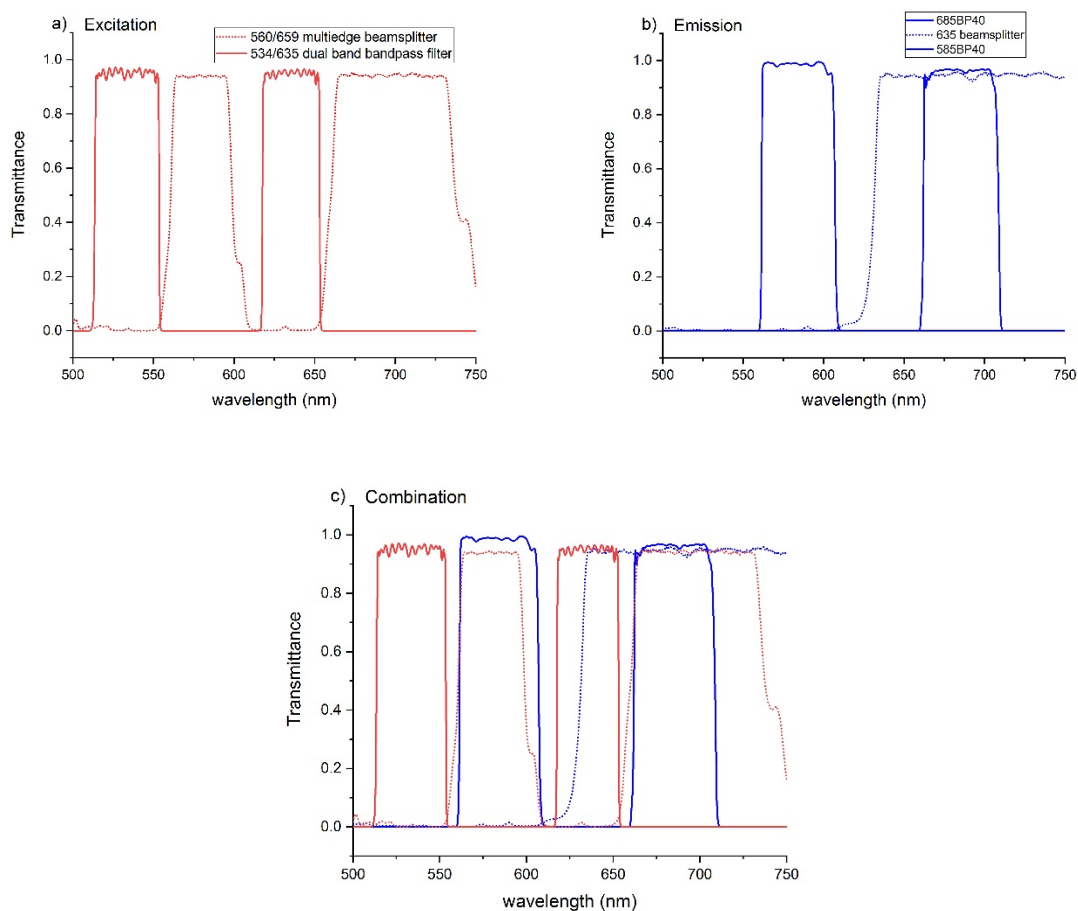 a) Excitation
560/659 multiedge beamsplitter
534/635 dual band bandpass filter
1.0
0.8
0.6
0.4
0.2
0.0
Transmittance
500 550 600 650 700 750
wavelength (nm)
b) Emission
685BP40
635 beamsplitter
585BP40
1.0
0.8
0.6
0.4
0.2
0.0
Transmittance
500 550 600 650 700 750
wavelength (nm)
c) Combination
1.0
0.8
0.6
0.4
0.2
0.0
Transmittance
500 550 600 650 700 750
wavelength (nm)